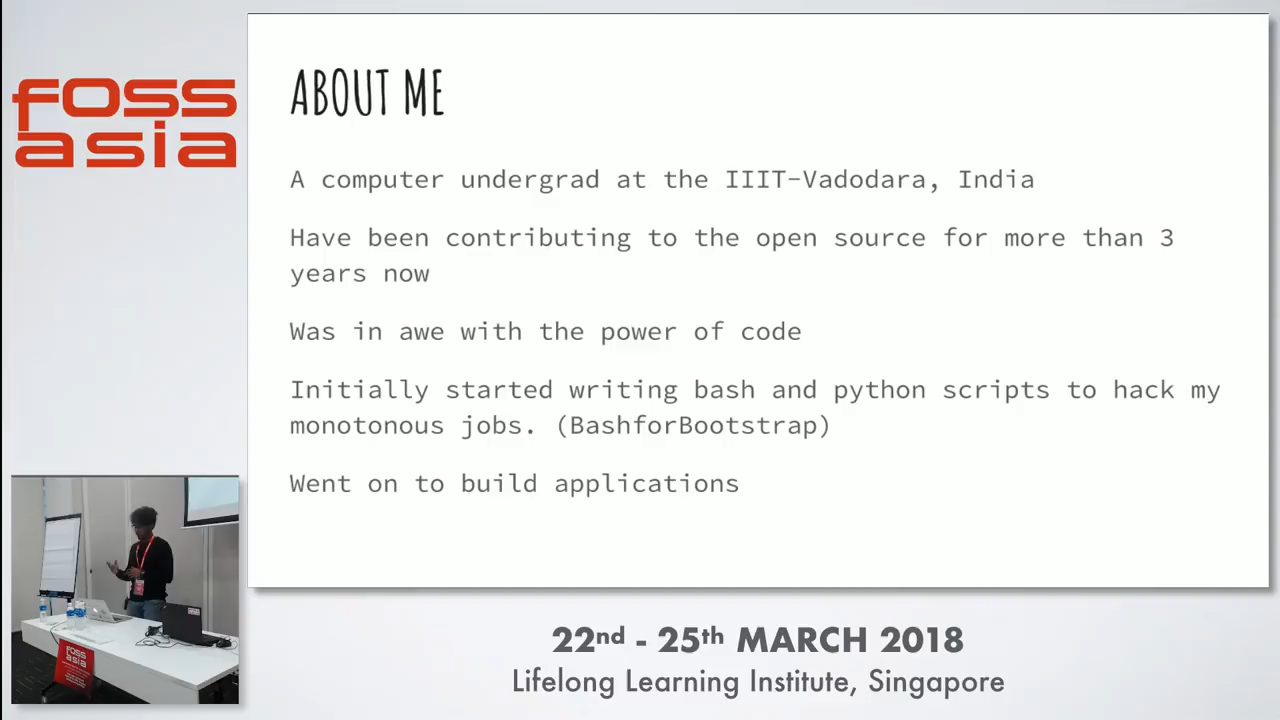 foss
asia
ABOUT ME
A computer undergrad at the IIIT-Vadodara, India
Have been contributing to the open source for more than 3
years now
Was in awe with the power of code
Initially started writing bash and python scripts to hack my
monotonous jobs. (BashforBootstrap)
Went on to build applications
foss
asia
22nd - 25th MARCH 2018
Lifelong Learning Institute, Singapore